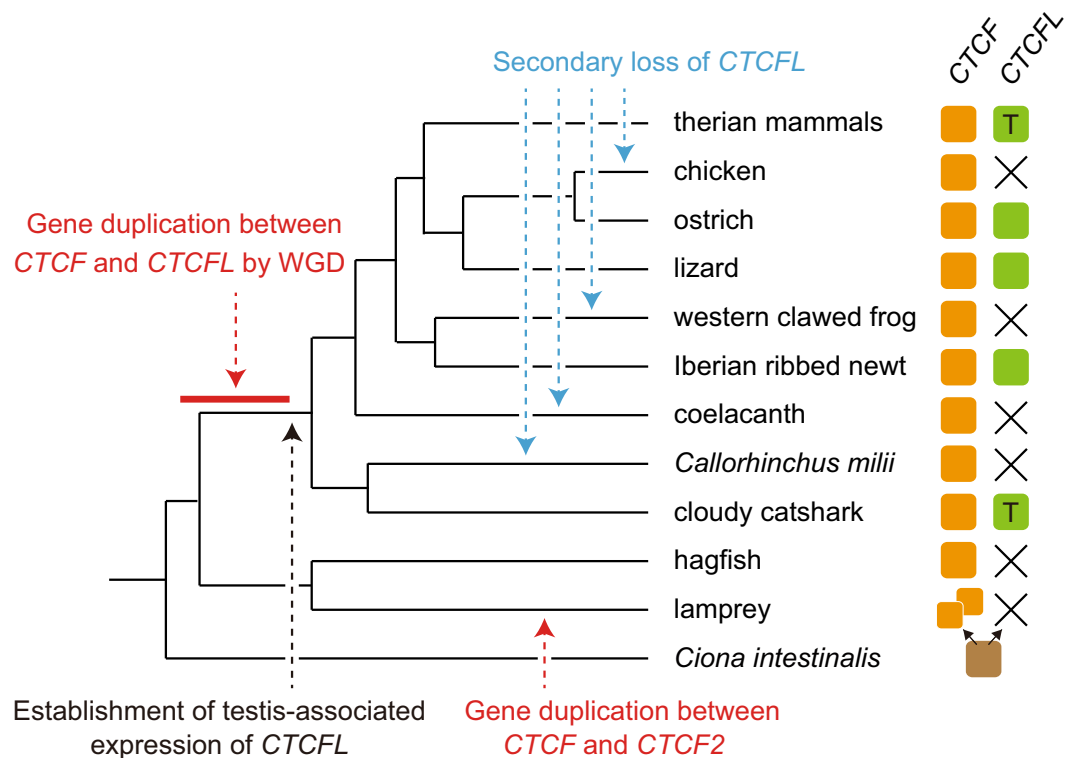 CTCF
CTCFL
Secondary loss of CTCFL
therian mammals
T
chicken
Gene duplication between
CTCF and CTCFL by WGD
ostrich
lizard
western clawed frog
Iberian ribbed newt
coelacanth
Callorhinchus milii
cloudy catshark
T
hagfish
lamprey
Ciona intestinalis
Establishment of testis-associated
expression of CTCFL
Gene duplication between
CTCF and CTCF2